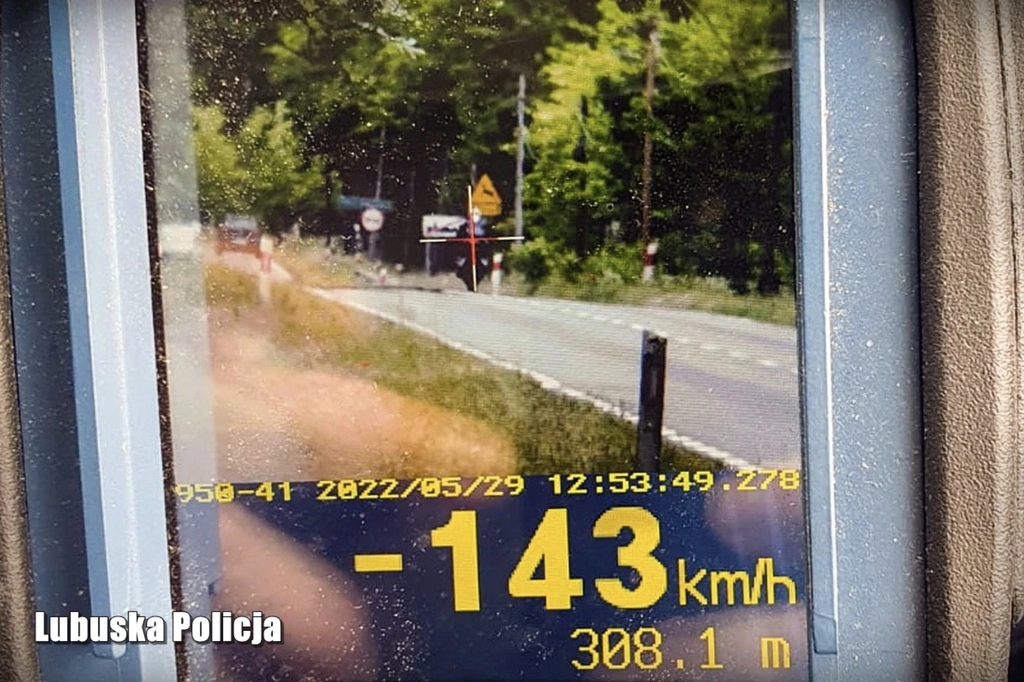 950-41 2022/05/29 12:53:49.278
-143 km/h
308.1 m
Lubuska Policja